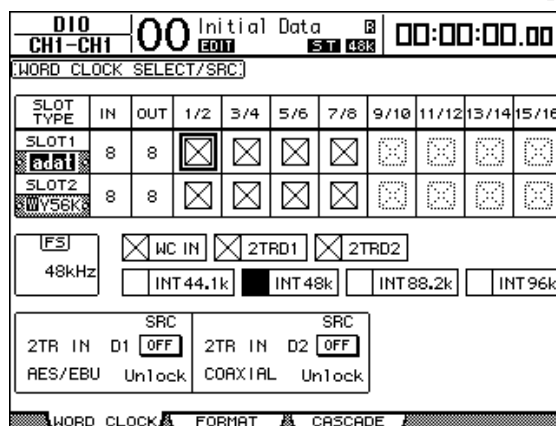 DIO
CH1-CH1
00 Initial Data R
EDIT ST 48k
00:00:00.00
WORD CLOCK SELECT/SRC
SLOT TYPE IN OUT 1/2 3/4 5/6 7/8 9/10 11/12 13/14 15/16
SLOT1 8 8
adat
SLOT2 8 8
WY56K
FS WC IN 2TRD1 2TRD2
48kHz
INT44.1k INT48k INT88.2k INT96k
SRC SRC
2TR IN D1 OFF 2TR IN D2 OFF
AES/EBU Unlock COAXIAL Unlock
WORD CLOCK FORMAT CASCADE